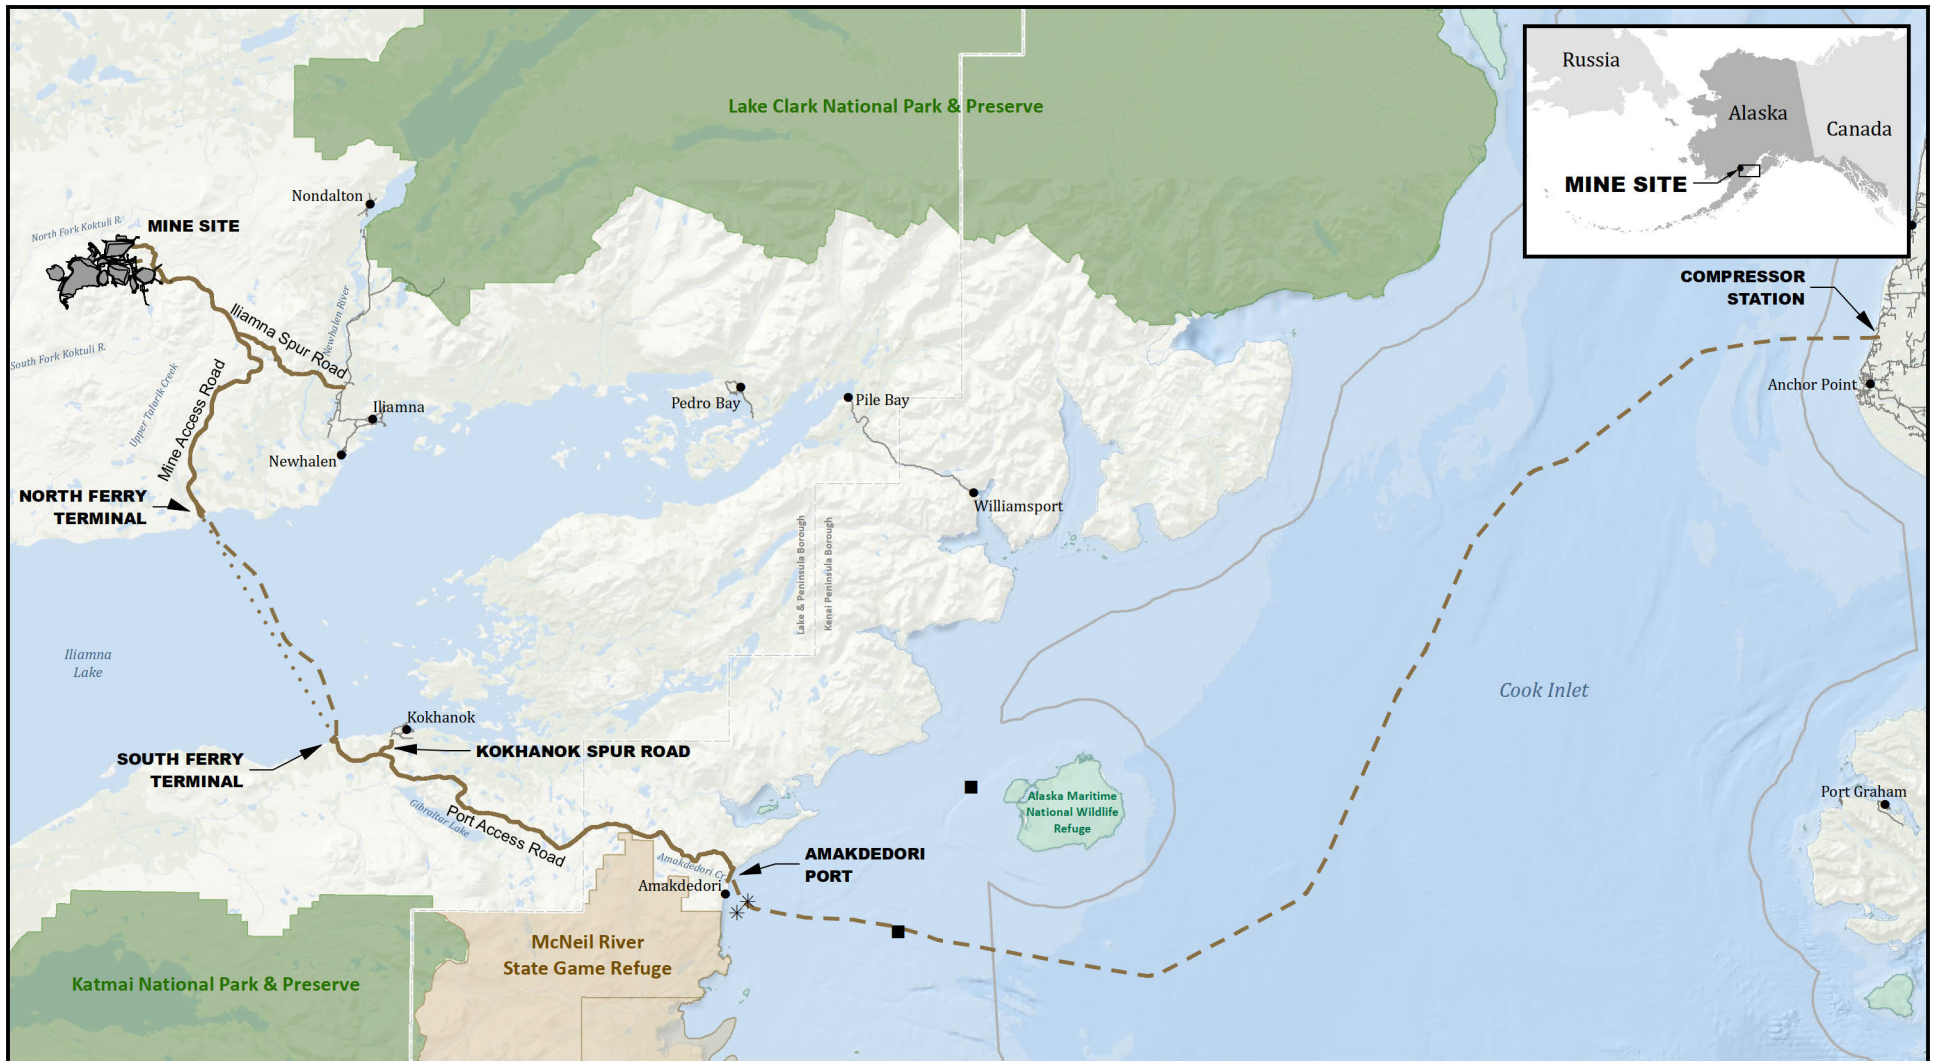 Lake Clark National Park & Preserve
Russia
Alaska
Canada
MINE SITE
Nondalton
North Fork Koktuli R.
MINE SITE
COMPRESSOR
STATION
Newhalen River
Iliamna Spur Road
South Fork Koktuli R.
Upper Talarik Creek
Mine Access Road
Iliamna
Newhalen
Pedro Bay
Pile Bay
Anchor Point
NORTH FERRY
TERMINAL
Williamsport
Lake & Peninsula Borough
Kenai Peninsula Borough
Iliamna
Lake
Cook Inlet
Kokhanok
SOUTH FERRY
TERMINAL
KOKHANOK SPUR ROAD
Gibraltar Lake
Port Access Road
Alaska Maritime
National Wildlife
Refuge
Port Graham
Amakdedori Cr.
AMAKDEDORI
PORT
Amakdedori
McNeil River
State Game Refuge
Katmai National Park & Preserve